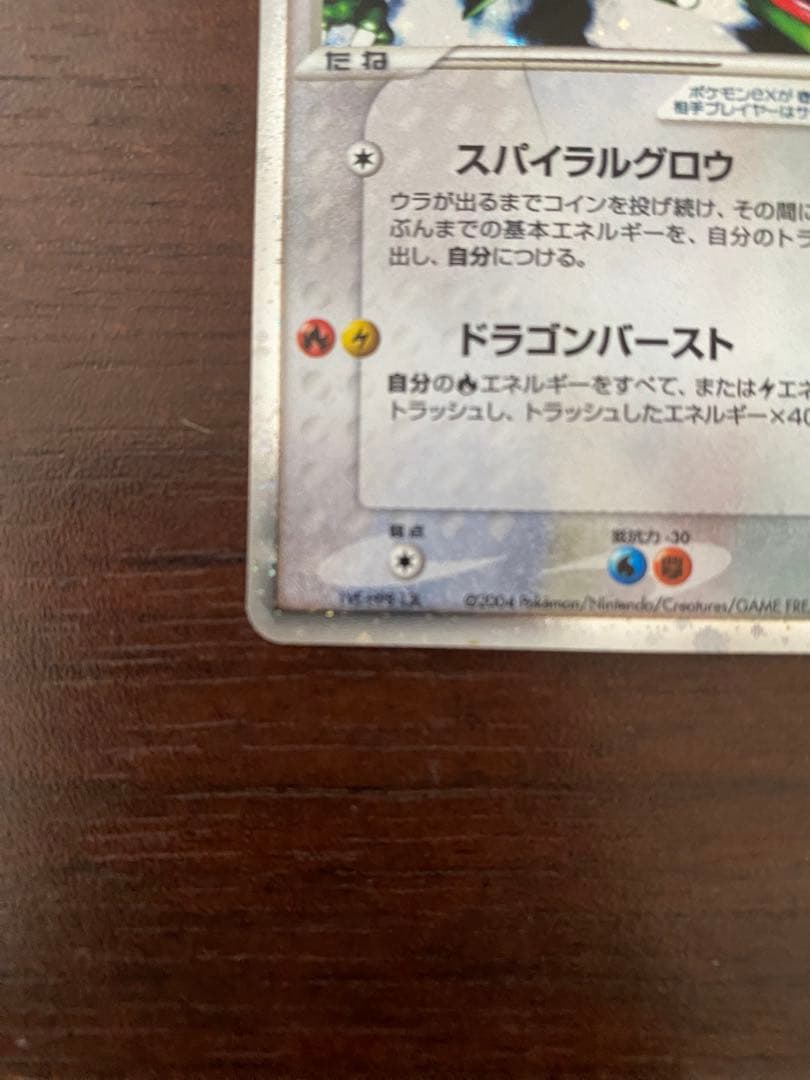 たね
ポケモンexが き
相手プレイヤーはサ
スパイラルグロウ
ウラが出るまでコインを投げ続け、その間に
ぶんまでの基本エネルギーを、自分のトラ
出し、自分につける。
ドラゴンバースト
自分の エネルギーをすべて、または エネ
トラッシュし、トラッシュしたエネルギー×40
弱点
抵抗力 -30
©2004 Pokémon/Nintendo/Creatures/GAME FREA